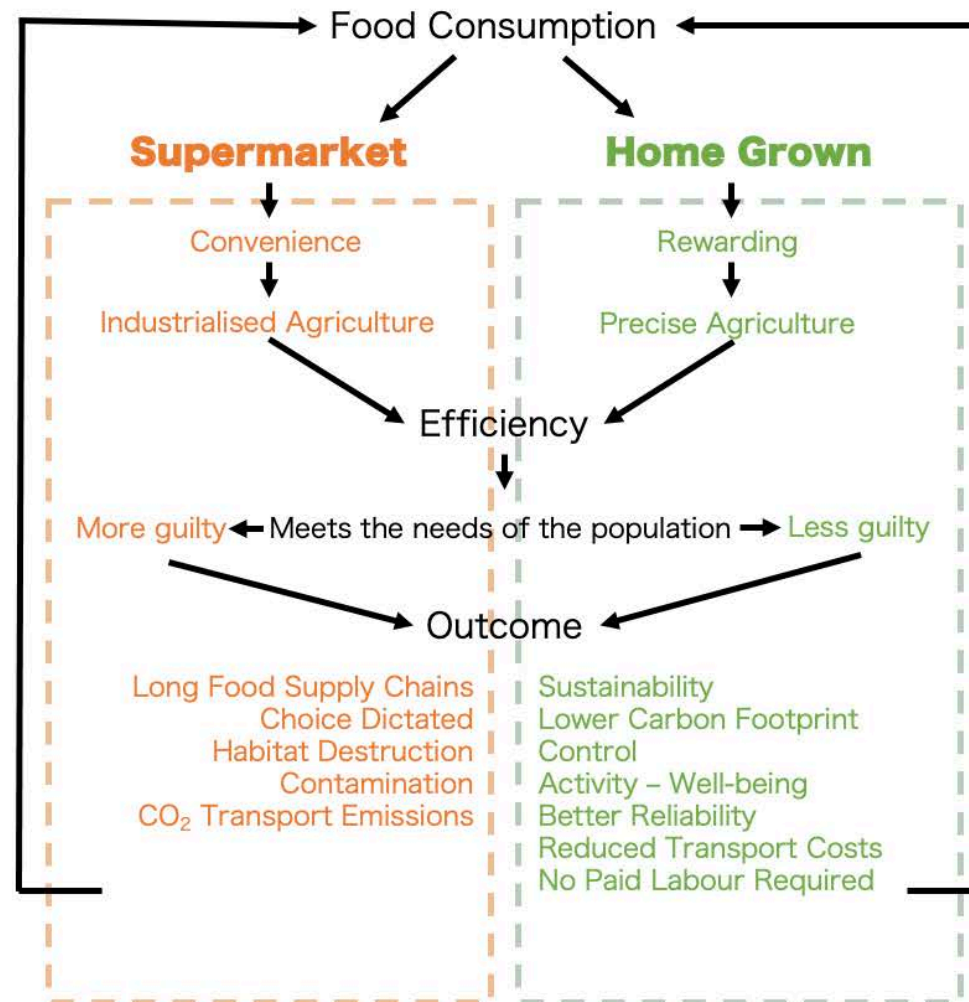 Food Consumption
Supermarket
Home Grown
Convenience
Rewarding
Industrialised Agriculture
Precise Agriculture
Efficiency
More guilty
Meets the needs of the population
Less guilty
Outcome
Long Food Supply Chains
Choice Dictated
Habitat Destruction
Contamination
CO₂ Transport Emissions
Sustainability
Lower Carbon Footprint
Control
Activity – Well-being
Better Reliability
Reduced Transport Costs
No Paid Labour Required